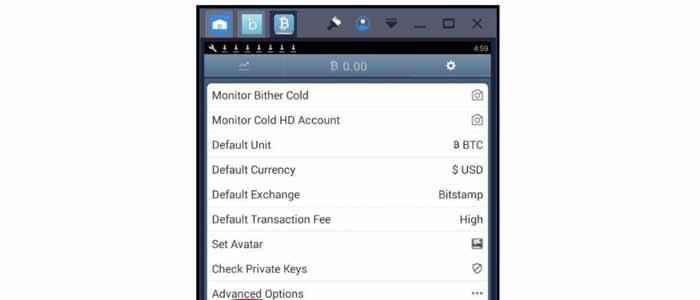 4:59
₿ 0.00
Monitor Bither Cold
Monitor Cold HD Account
Default Unit ₿ BTC
Default Currency $ USD
Default Exchange Bitstamp
Default Transaction Fee High
Set Avatar
Check Private Keys
Advanced Options